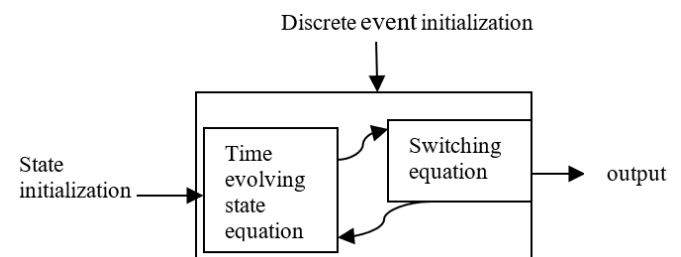 Discrete event initialization
State
initialization
Time
evolving
state
equation
Switching
equation
output